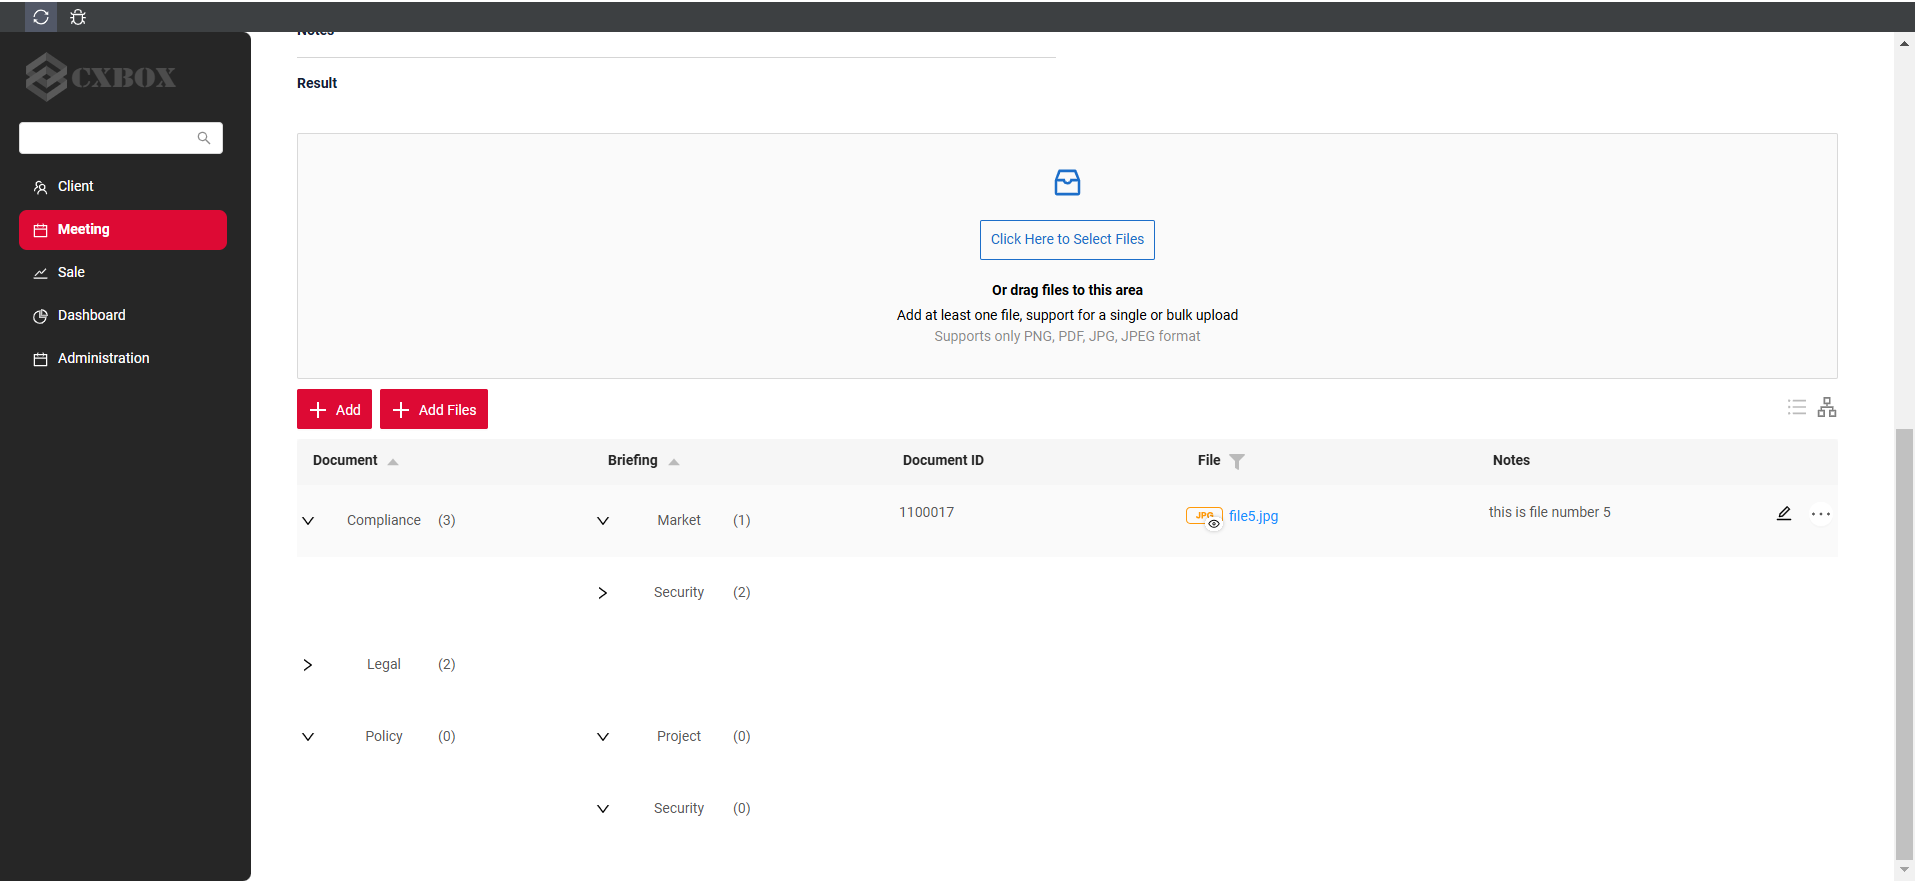 Notes
CXBOX
Result
Client
Meeting
Sale
Dashboard
Administration
Click Here to Select Files
Or drag files to this area
Add at least one file, support for a single or bulk upload
Supports only PNG, PDF, JPG, JPEG format
Add
Add Files
Document Briefing Document ID File Notes
Compliance (3) Market (1) 1100017 JPG file5.jpg this is file number 5
Security (2)
Legal (2)
Policy (0) Project (0)
Security (0)